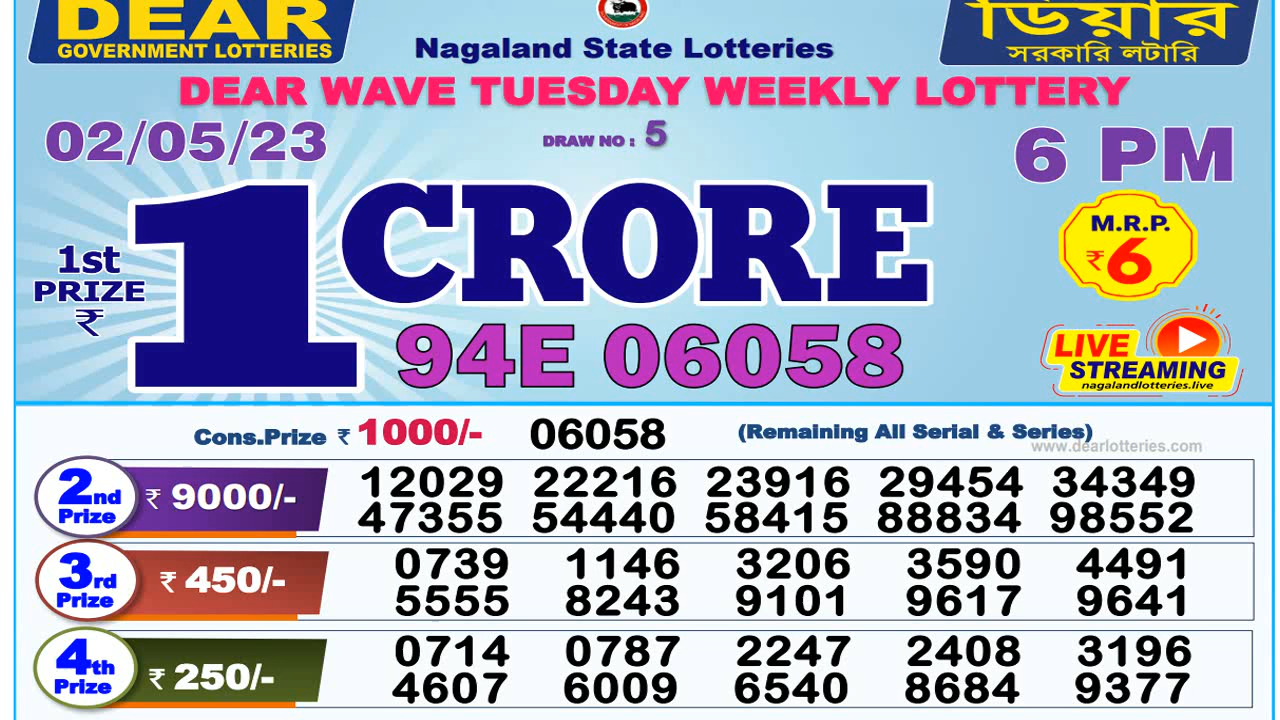 DEAR
GOVERNMENT LOTTERIES
Nagaland State Lotteries
ডিয়ার
সরকারি লটারি
DEAR WAVE TUESDAY WEEKLY LOTTERY
02/05/23
DRAW NO : 5
6 PM
1st
PRIZE
₹
1 CRORE
M.R.P.
₹6
94E 06058
LIVE
STREAMING
nagalandlotteries.live
Cons.Prize ₹ 1000/- 06058 (Remaining All Serial & Series)
www.dearlotteries.com
2nd Prize ₹ 9000/-
12029 22216 23916 29454 34349
47355 54440 58415 88834 98552
3rd Prize ₹ 450/-
0739 1146 3206 3590 4491
5555 8243 9101 9617 9641
4th Prize ₹ 250/-
0714 0787 2247 2408 3196
4607 6009 6540 8684 9377